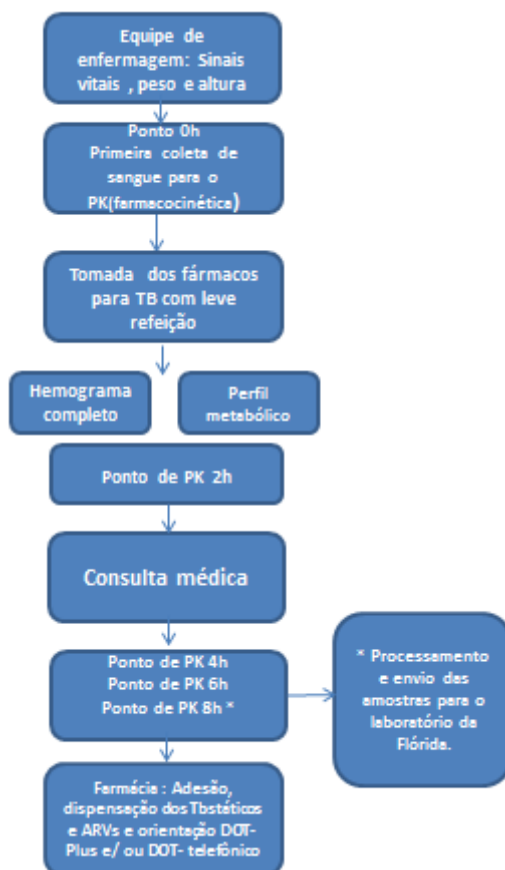 Equipe de
enfermagem: Sinais
vitais , peso e altura
Ponto 0h
Primeira coleta de
sangue para o
PK(farmacocinética)
Tomada dos fármacos
para TB com leve
refeição
Hemograma
completo
Perfil
metabólico
Ponto de PK 2h
Consulta médica
Ponto de PK 4h
Ponto de PK 6h
Ponto de PK 8h *
* Processamento
e envio das
amostras para o
laboratório da
Flórida.
Farmácia : Adesão,
dispensação dos Tbstáticos
e ARVs e orientação DOT-
Plus e/ ou DOT- telefônico